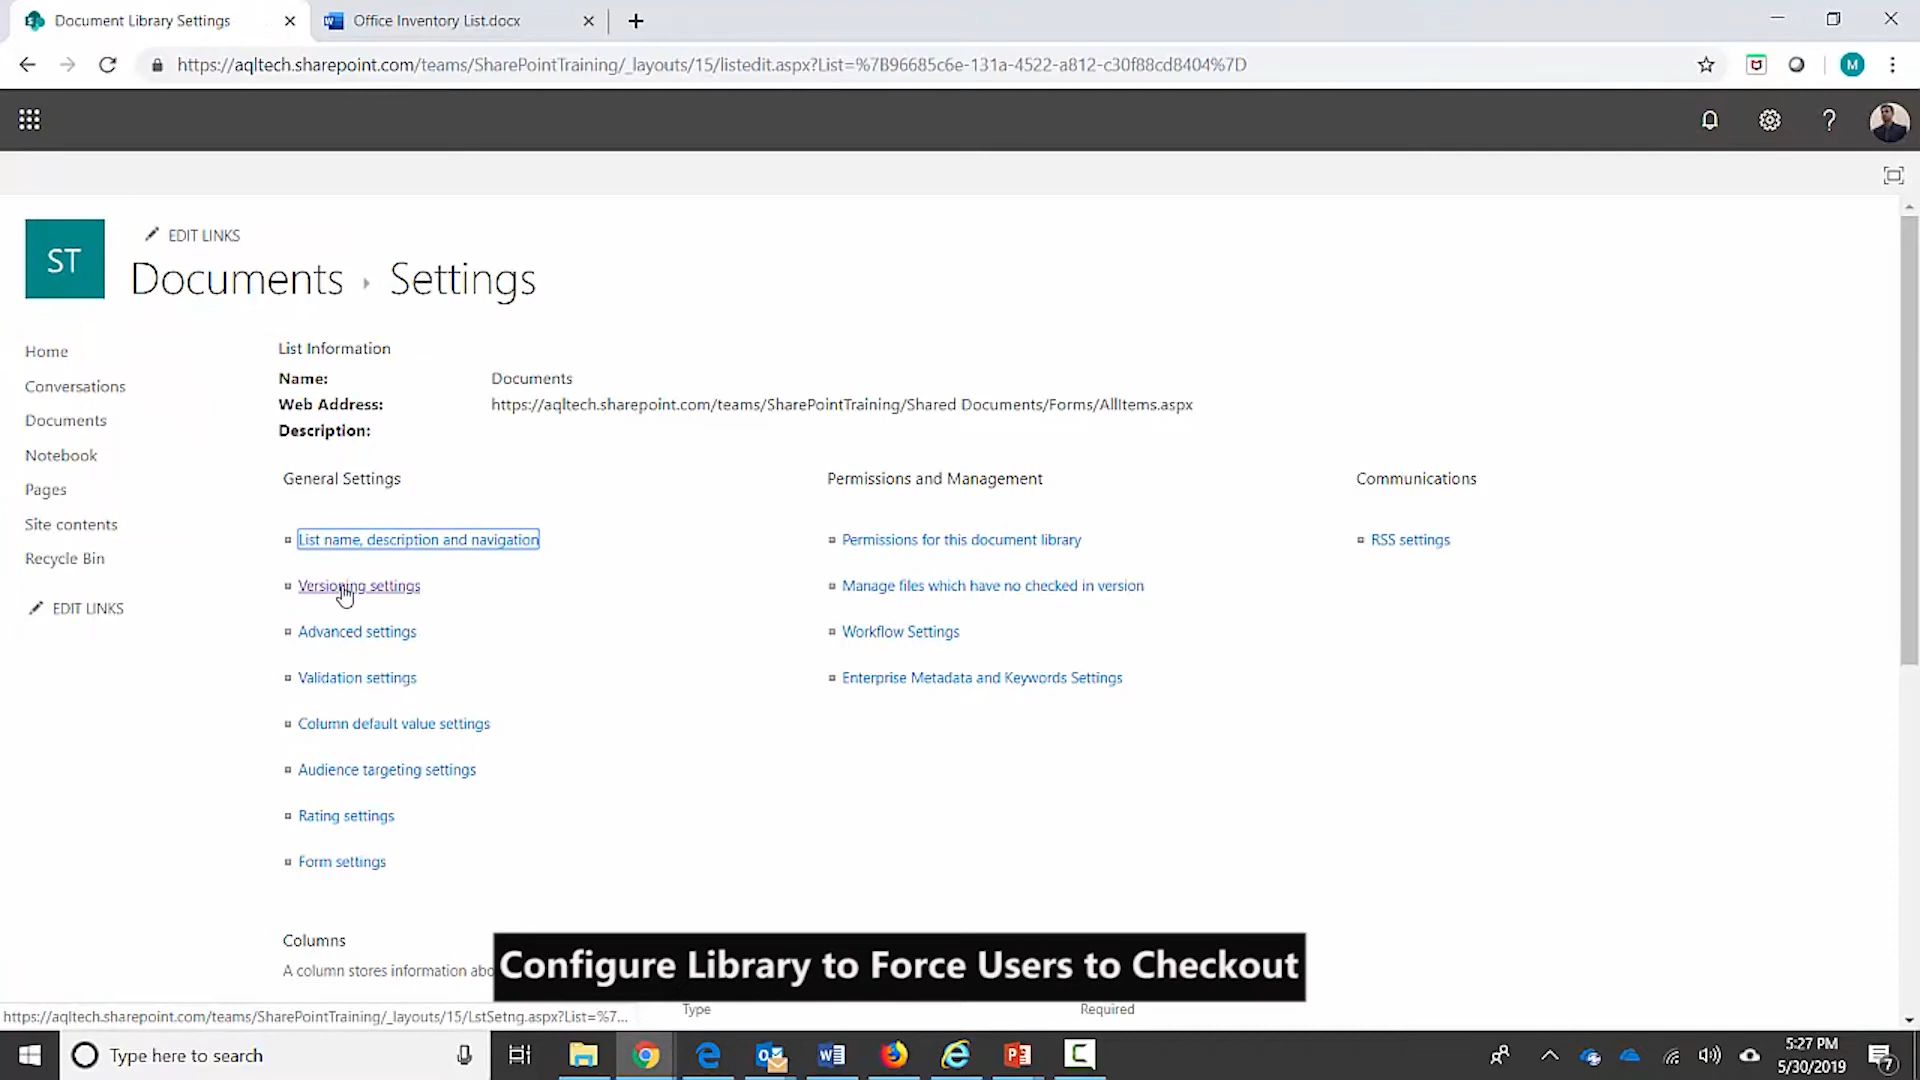 Document Library Settings
Office Inventory List.docx
https://aqltech.sharepoint.com/teams/SharePointTraining/_layouts/15/listedit.aspx?List=%7B96685c6e-131a-4522-a812-c30f88cd8404%7D
M
ST
EDIT LINKS
Documents
Settings
Home
Conversations
Documents
Notebook
Pages
Site contents
Recycle Bin
EDIT LINKS
List Information
Name: Documents
Web Address: https://aqltech.sharepoint.com/teams/SharePointTraining/Shared Documents/Forms/AllItems.aspx
Description:
General Settings
Permissions and Management
Communications
List name, description and navigation
Versioning settings
Advanced settings
Validation settings
Column default value settings
Audience targeting settings
Rating settings
Form settings
Permissions for this document library
Manage files which have no checked in version
Workflow Settings
Enterprise Metadata and Keywords Settings
RSS settings
Columns
A column stores information abo
Configure Library to Force Users to Checkout
Type
Required
https://aqltech.sharepoint.com/teams/SharePointTraining/_layouts/15/LstSetng.aspx?List=%7...
Type here to search
5:27 PM
5/30/2019
7